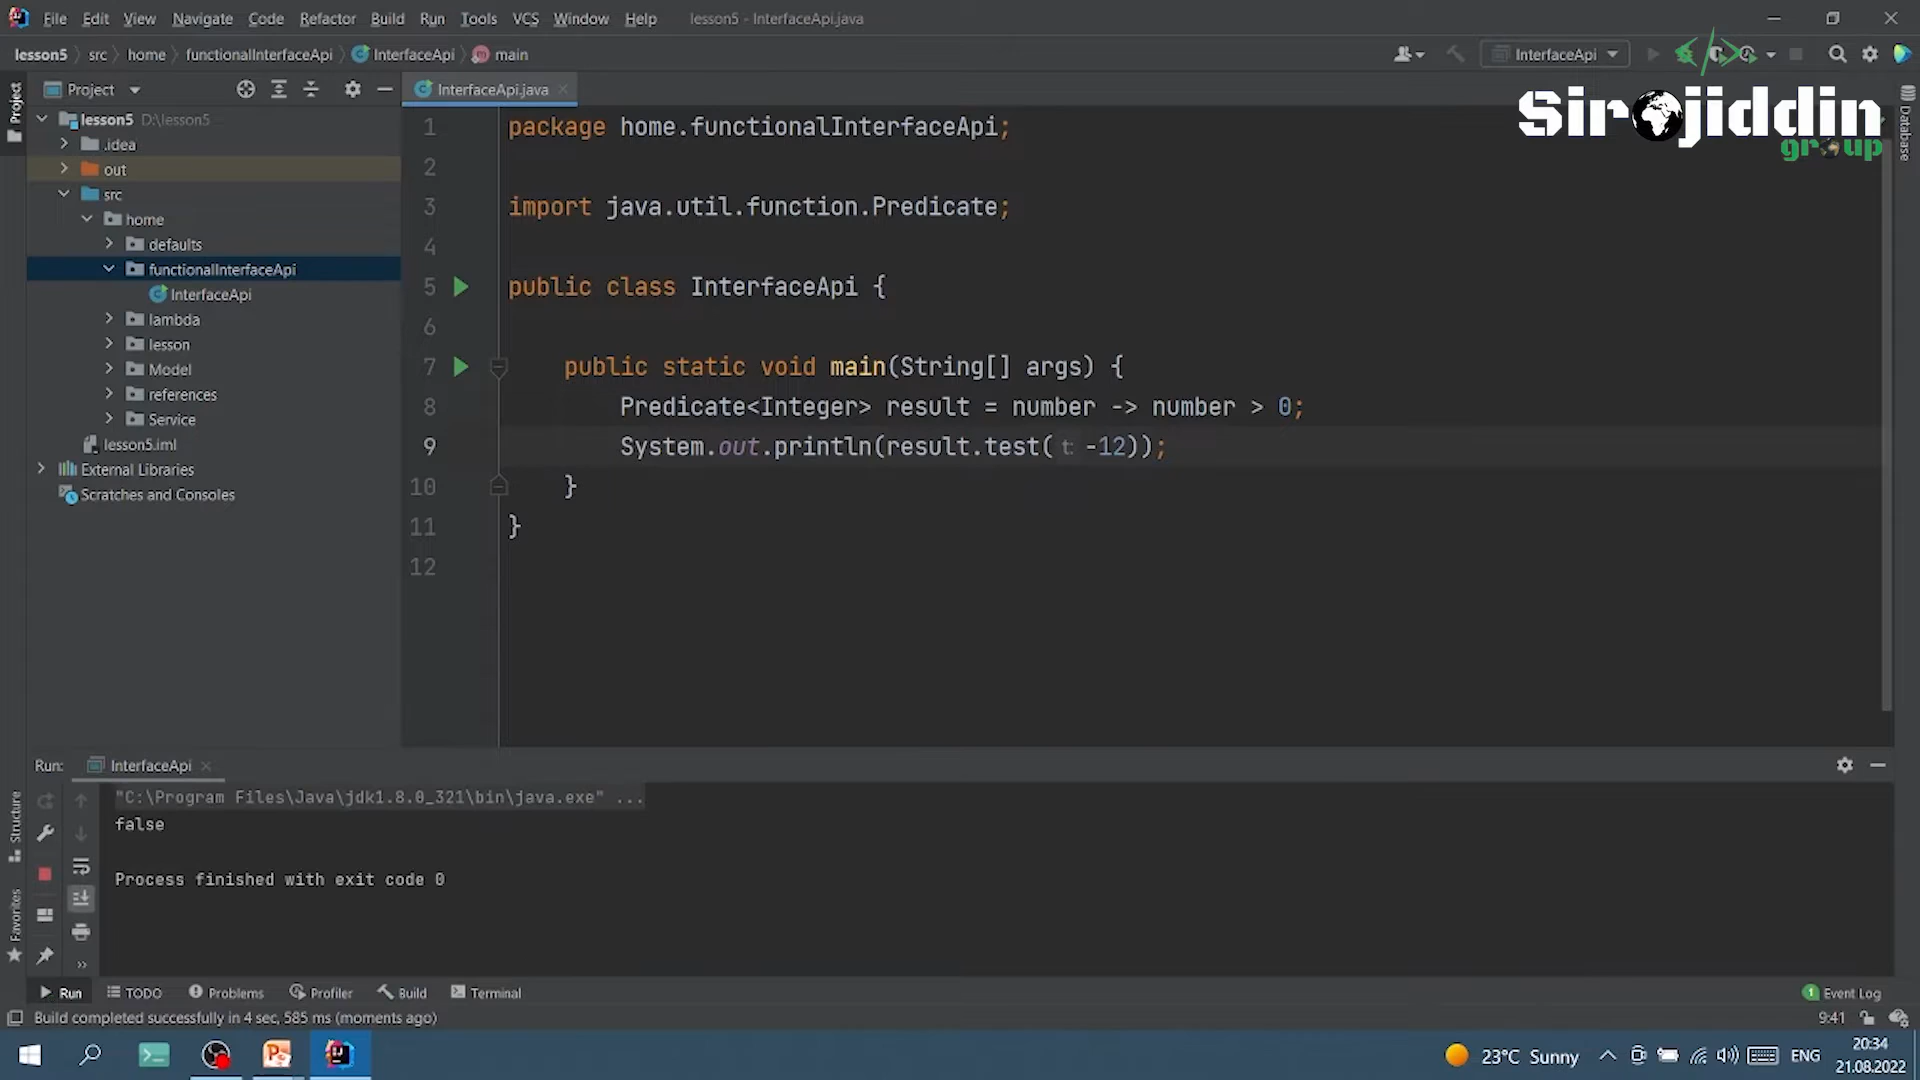 File Edit View Navigate Code Refactor Build Run Tools VCS Window Help lesson5 - InterfaceApi.java
lesson5 src home functionalInterfaceApi InterfaceApi main InterfaceApi
Sirojiddin
group
Project
InterfaceApi.java
Project
Database
lesson5 D:\lesson5
.idea
out
src
home
defaults
functionalInterfaceApi
InterfaceApi
lambda
lesson
Model
references
Service
lesson5.iml
External Libraries
Scratches and Consoles
1 package home.functionalInterfaceApi;
2
3 import java.util.function.Predicate;
4
5 public class InterfaceApi {
6
7 public static void main(String[] args) {
8 Predicate<Integer> result = number -> number > 0;
9 System.out.println(result.test( t: -12));
10 }
11 }
12
Run: InterfaceApi
"C:\Program Files\Java\jdk1.8.0_321\bin\java.exe" ...
false
Process finished with exit code 0
Structure
Favorites
Run TODO Problems Profiler Build Terminal 1 Event Log
Build completed successfully in 4 sec, 585 ms (moments ago) 9:41
23°C Sunny ENG 20:34
21.08.2022